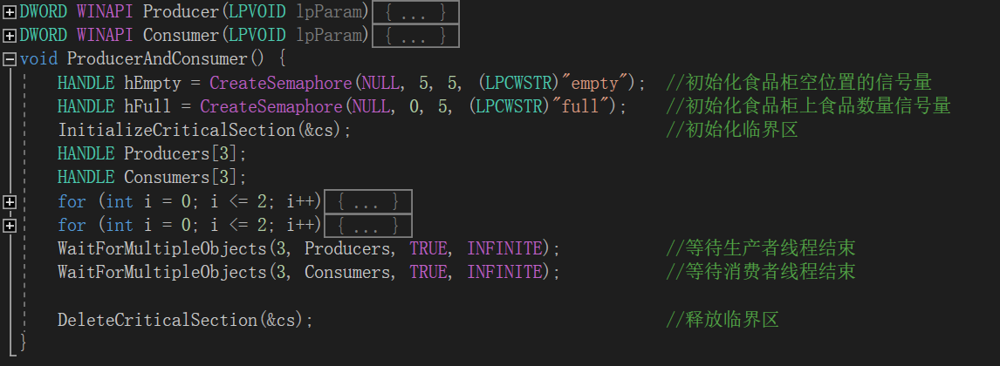 DWORD WINAPI Producer(LPVOID lpParam) { ... }
DWORD WINAPI Consumer(LPVOID lpParam) { ... }
void ProducerAndConsumer() {
HANDLE hEmpty = CreateSemaphore(NULL, 5, 5, (LPCWSTR)"empty"); //初始化食品柜空位置的信号量
HANDLE hFull = CreateSemaphore(NULL, 0, 5, (LPCWSTR)"full"); //初始化食品柜上食品数量信号量
InitializeCriticalSection(&cs); //初始化临界区
HANDLE Producers[3];
HANDLE Consumers[3];
for (int i = 0; i <= 2; i++) { ... }
for (int i = 0; i <= 2; i++) { ... }
WaitForMultipleObjects(3, Producers, TRUE, INFINITE); //等待生产者线程结束
WaitForMultipleObjects(3, Consumers, TRUE, INFINITE); //等待消费者线程结束
DeleteCriticalSection(&cs); //释放临界区
}